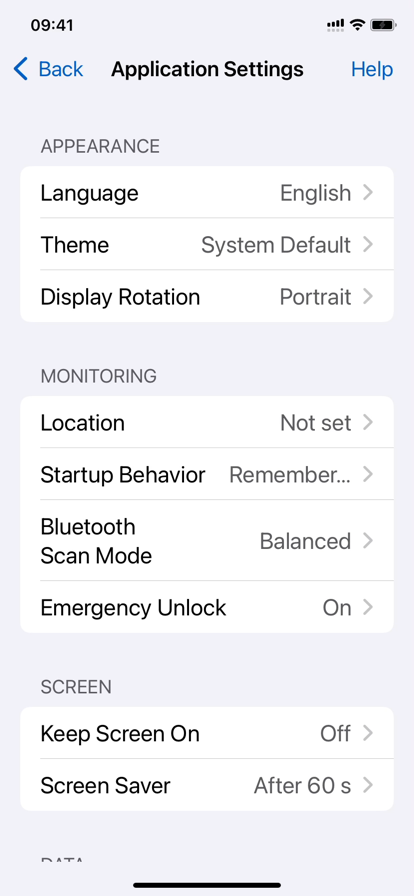 09:41
Back Application Settings Help
APPEARANCE
Language English
Theme System Default
Display Rotation Portrait
MONITORING
Location Not set
Startup Behavior Remember...
Bluetooth
Scan Mode Balanced
Emergency Unlock On
SCREEN
Keep Screen On Off
Screen Saver After 60 s